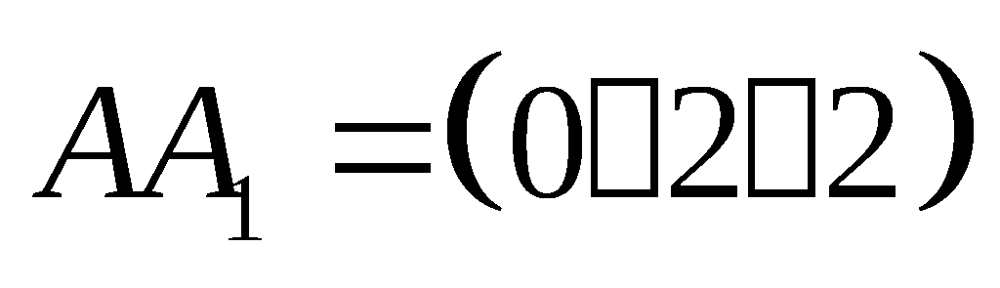 AA₁ = (0▯2▯2)